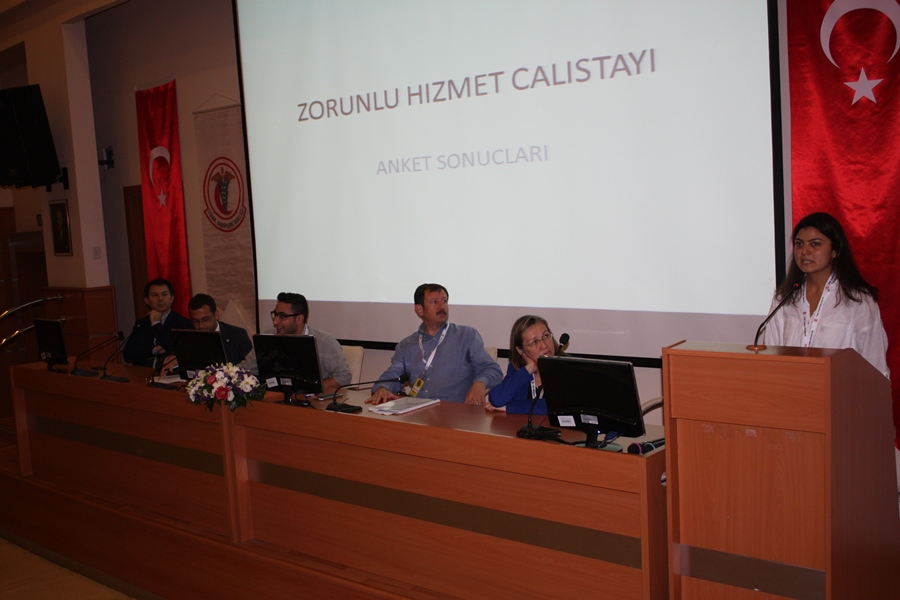 ZORUNLU HIZMET CALISTAYI
ANKET SONUCLARI